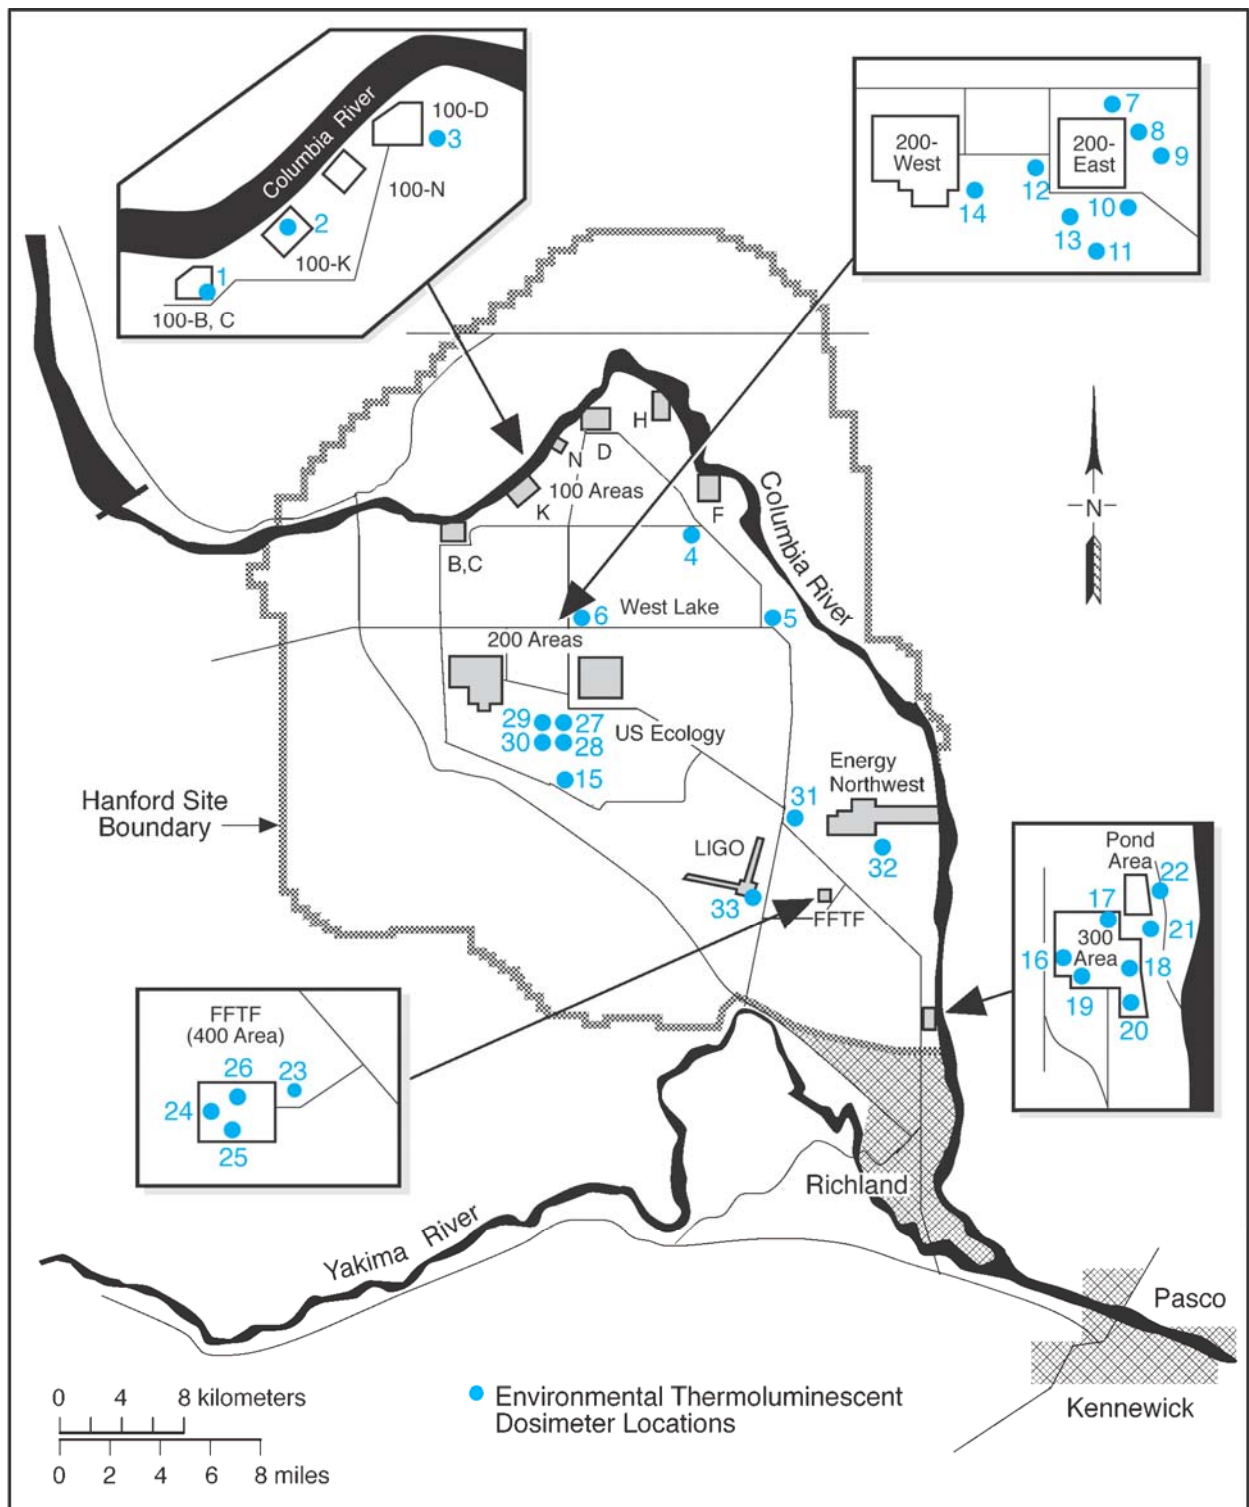 Columbia River
100-D
3
100-N
2
100-K
1
100-B, C
7
200-
West
200-
East
8
9
12
14
10
13
11
H
D
N
100 Areas
K
F
B,C
4
Columbia River
West Lake
6
5
200 Areas
29
27
30
28
US Ecology
15
N
Hanford Site
Boundary
Energy
Northwest
31
32
LIGO
33
FFTF
Pond
Area
22
17
21
300
Area
16
18
19
20
FFTF
(400 Area)
26
23
24
25
Richland
Yakima River
Pasco
Kennewick
0 4 8 kilometers
0 2 4 6 8 miles
Environmental Thermoluminescent
Dosimeter Locations